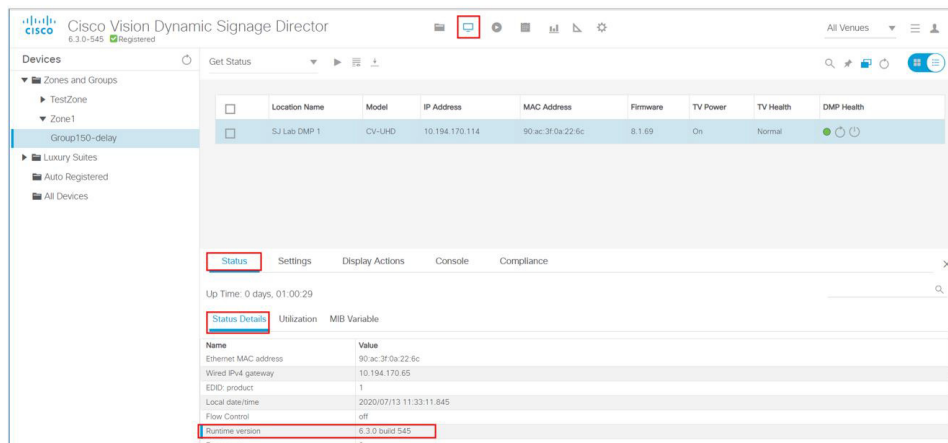 CISCO
Cisco Vision Dynamic Signage Director
6.3.0-545 Registered
All Venues
Devices
Get Status
Zones and Groups
TestZone
Zone1
Group150-delay
Luxury Suites
Auto Registered
All Devices
Location Name Model IP Address MAC Address Firmware TV Power TV Health DMP Health
SJ Lab DMP 1 CV-UHD 10.194.170.114 90:ac:3f:0a:22:6c 8.1.69 On Normal
Status Settings Display Actions Console Compliance
Up Time: 0 days, 01:00:29
Status Details Utilization MIB Variable
Name Value
Ethernet MAC address 90:ac:3f:0a:22:6c
Wired IPv4 gateway 10.194.170.65
EDID: product 1
Local date/time 2020/07/13 11:33:11.845
Flow Control off
Runtime version 6.3.0 build 545